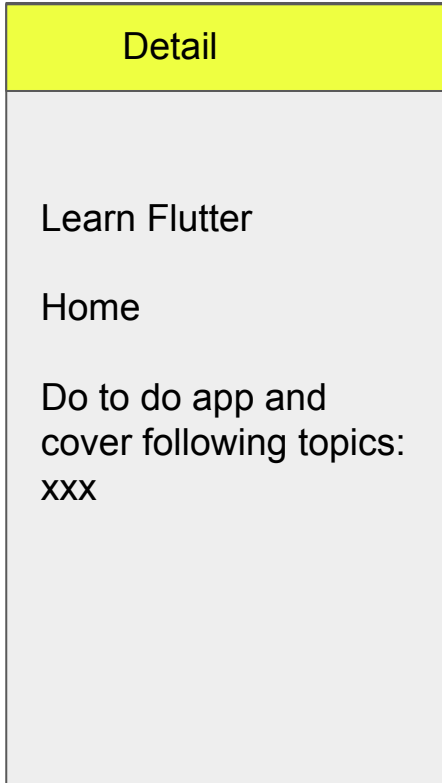 Detail
Learn Flutter
Home
Do to do app and
cover following topics:
xxx